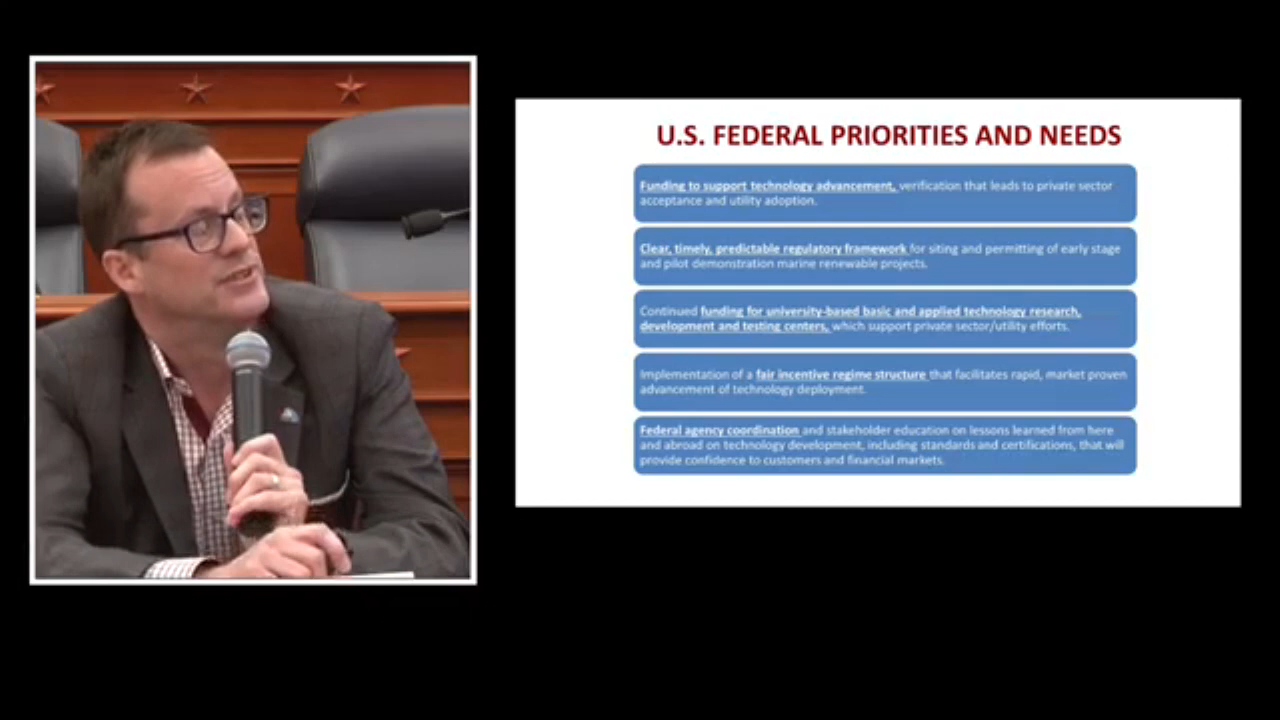 U.S. FEDERAL PRIORITIES AND NEEDS
Funding to support technology advancement, verification that leads to private sector
acceptance and utility adoption.
Clear, timely, predictable regulatory framework for siting and permitting of early stage
and pilot demonstration marine renewable projects.
Continued funding for university-based basic and applied technology research,
development and testing centers, which support private sector/utility efforts.
Implementation of a fair incentive regime structure that facilitates rapid, market proven
advancement of technology deployment.
Federal agency coordination and stakeholder education on lessons learned from here
and abroad on technology development, including standards and certifications, that will
provide confidence to customers and financial markets.